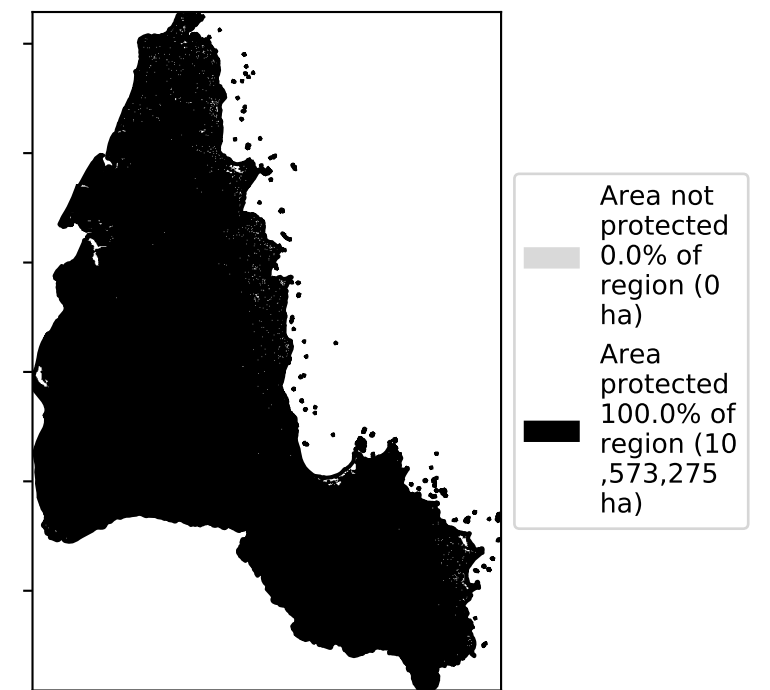 Area not
protected
0.0% of
region (0
ha)
Area
protected
100.0% of
region (10
,573,275
ha)